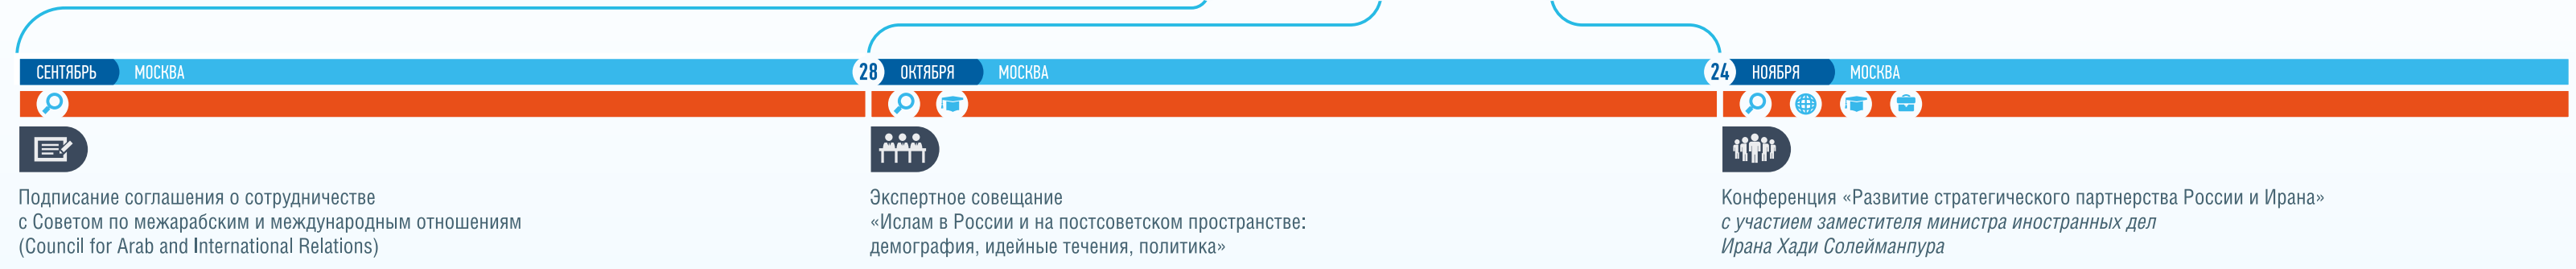 СЕНТЯБРЬ МОСКВА
28 ОКТЯБРЯ МОСКВА
24 НОЯБРЯ МОСКВА
Подписание соглашения о сотрудничестве
с Советом по межарабским и международным отношениям
(Council for Arab and International Relations)
Экспертное совещание
«Ислам в России и на постсоветском пространстве:
демография, идейные течения, политика»
Конференция «Развитие стратегического партнерства России и Ирана»
с участием заместителя министра иностранных дел
Ирана Хади Солейманпура